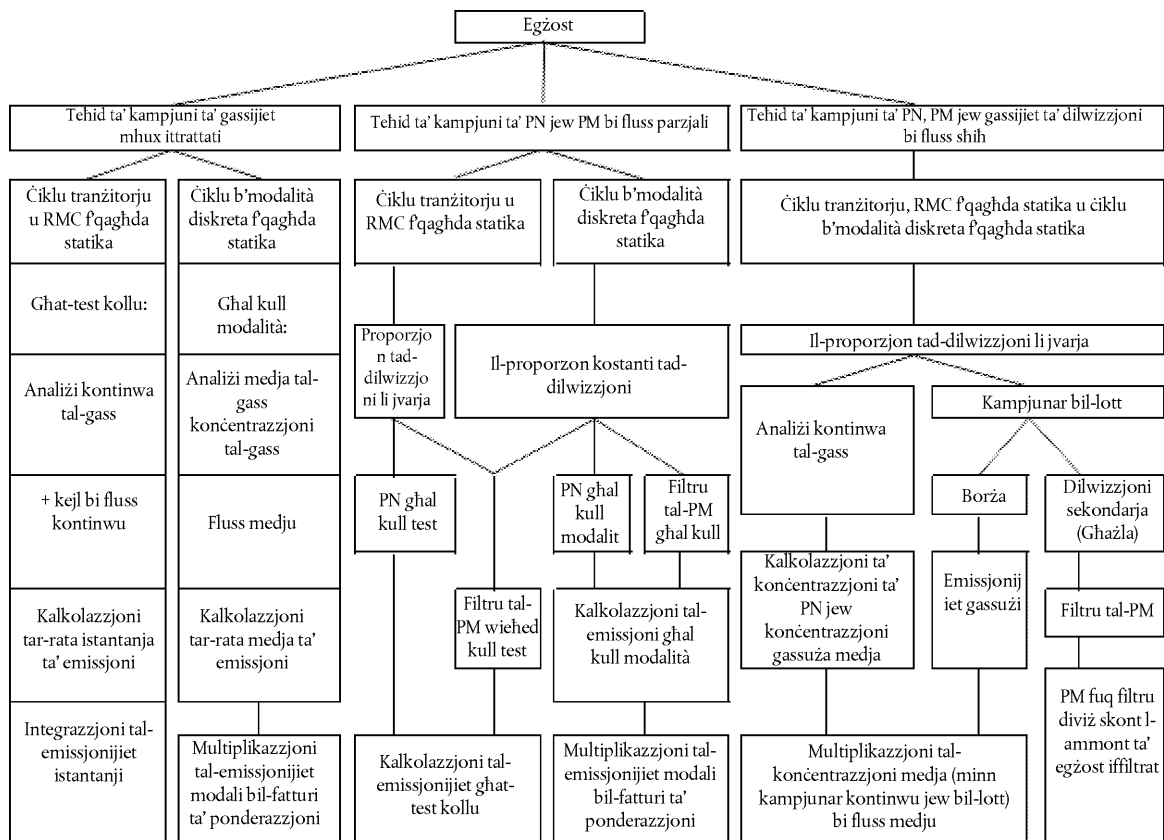 Egżost
Teħid ta' kampjuni ta' gassijiet
mhux ittrattati
Teħid ta' kampjuni ta' PN jew PM bi fluss parzjali
Teħid ta' kampjuni ta' PN, PM jew gassijiet ta' dilwizzjoni
bi fluss sħiħ
Ċiklu tranżitorju
u RMC f'qagħda
statika
Ċiklu b'modalità
diskreta f'qagħda
statika
Ċiklu tranżitorju u
RMC f'qagħda statika
Ċiklu b'modalità
diskreta f'qagħda
statika
Ċiklu tranżitorju, RMC f'qagħda statika u ċiklu
b'modalità diskreta f'qagħda statika
Għat-test kollu:
Għal kull
modalità:
Proporzjo
n tad-
dilwizzjo
ni li jvarja
Il-proporzon kostanti tad-
dilwizzjoni
Il-proporzjon tad-dilwizzjoni li jvarja
Analiżi kontinwa
tal-gass
Analiżi medja tal-
gass
konċentrazzjoni
tal-gass
Analiżi kontinwa
tal-gass
Kampjunar bil-lott
+ kejl bi fluss
kontinwu
Fluss medju
PN għal
kull test
PN għal
kull
modalit
Filtru
tal-PM
għal kull
Borża
Dilwizzjoni
sekondarja
(Għażla)
Kalkolazzjoni
tar-rata istantanja
ta' emissjoni
Kalkolazzjoni
tar-rata medja ta'
emissjoni
Filtru tal-
PM wieħed
kull test
Kalkolazzjoni tal-
emissjoni għal
kull modalità
Kalkolazzjoni ta'
konċentrazzjoni ta'
PN jew
konċentrazzjoni
gassuża medja
Emissjonij
iet gassużi
Filtru tal-PM
Integrazzjoni tal-
emissjonijiet
istantanji
Multiplikazzjoni
tal-emissjonijiet
modali bil-fatturi
ta' ponderazzjoni
Kalkolazzjoni tal-
emissjonijiet għat-
test kollu
Multiplikazzjoni tal-
emissjonijiet modali
bil-fatturi ta'
ponderazzjoni
Multiplikazzjoni tal-
konċentrazzjoni medja (minn
kampjunar kontinwu jew bil-lott)
bi fluss medju
PM fuq filtru
diviż skont l-
ammont ta'
egżost iffiltrat